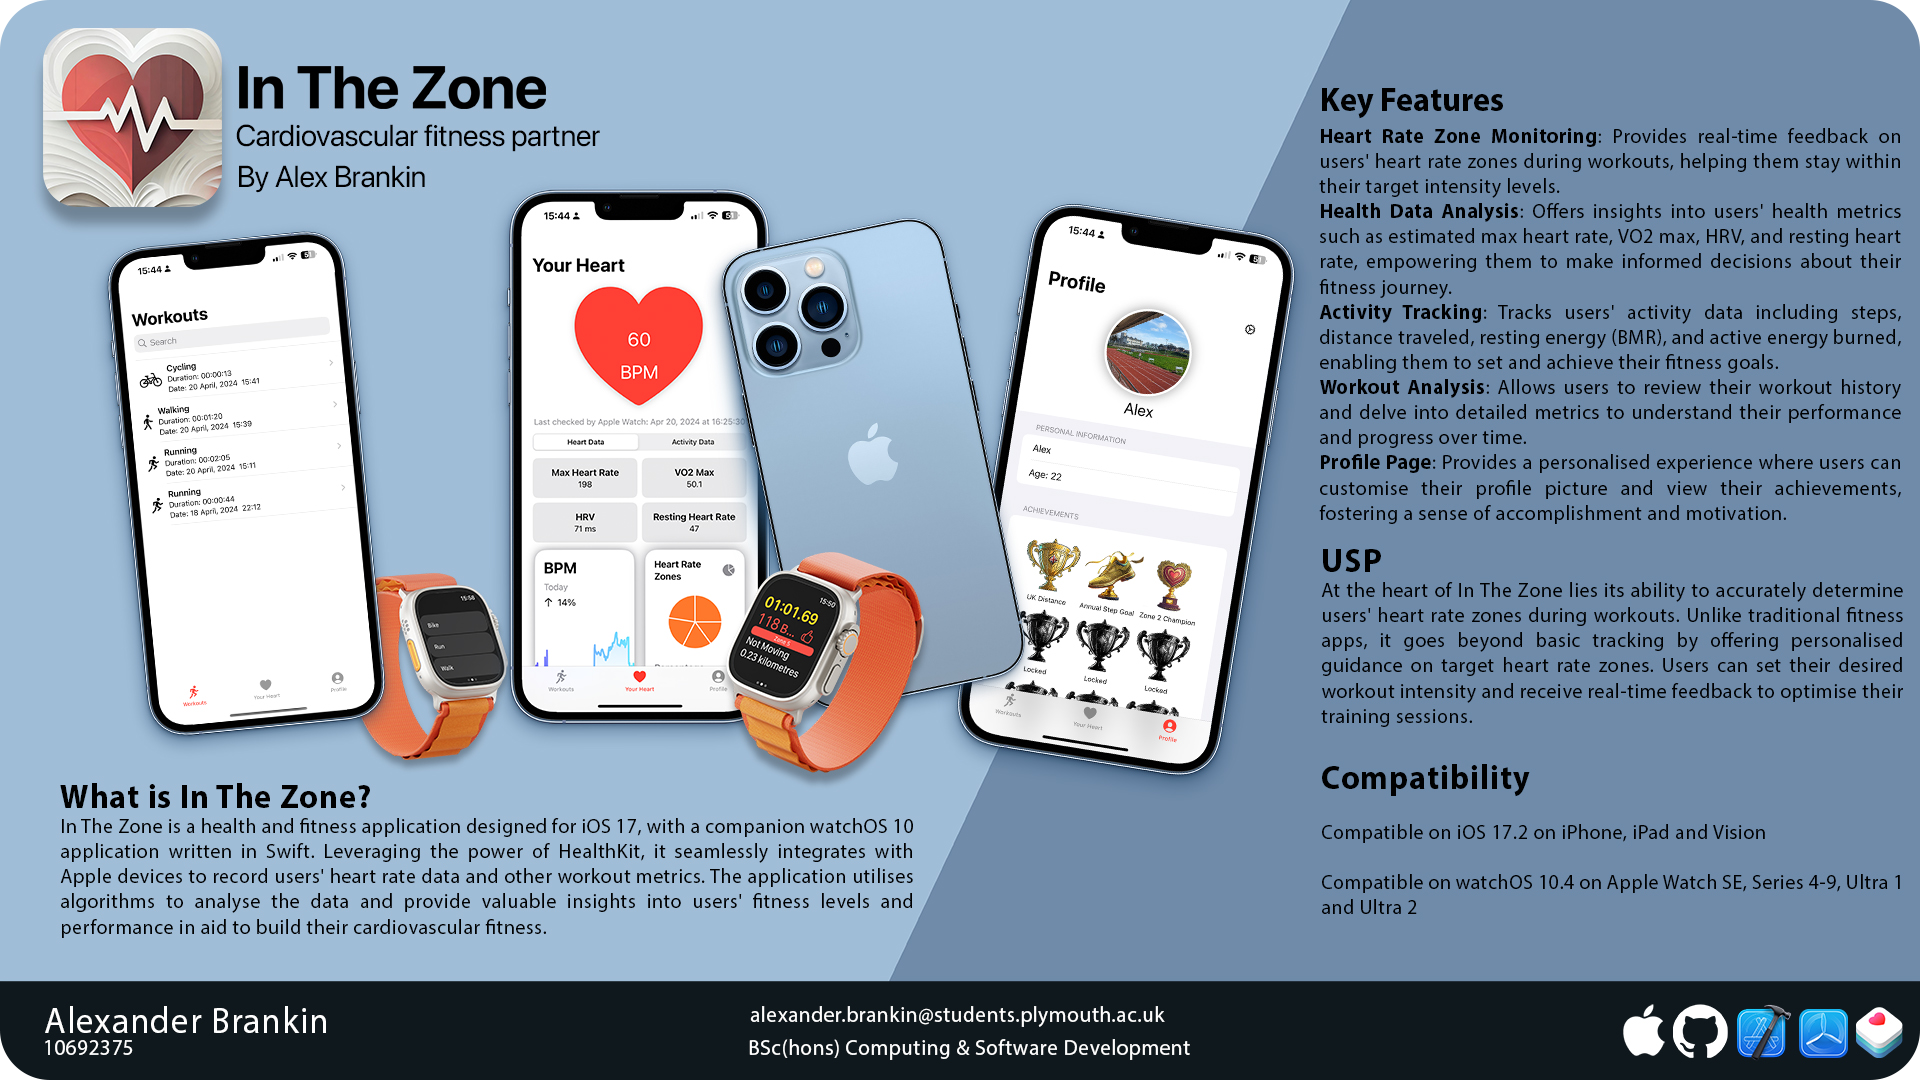 In The Zone
Cardiovascular fitness partner
By Alex Brankin
15:44
Workouts
Search
Cycling
Duration: 00:00:13
Date: 20 April, 2024 15:41
Walking
Duration: 00:01:20
Date: 20 April, 2024 15:39
Running
Duration: 00:02:05
Date: 20 April, 2024 15:11
Running
Duration: 00:00:44
Date: 18 April, 2024 22:12
Workouts
Your Heart
Profile
15:58
Bike
Run
Walk
15:44
Your Heart
60
BPM
Last checked by Apple Watch: Apr 20, 2024 at 16:25:30
Heart Data
Activity Data
Max Heart Rate
198
VO2 Max
50.1
HRV
71 ms
Resting Heart Rate
47
BPM
Today
↑ 14%
Heart Rate
Zones
Workouts
Your Heart
Profile
15:50
01:01.69
118 B...
Zone 5
Not Moving
0.23 kilometres
15:44
Profile
Alex
PERSONAL INFORMATION
Alex
Age: 22
ACHIEVEMENTS
UK Distance
Annual Step Goal
Zone 2 Champion
Locked
Locked
Locked
Workouts
Your Heart
Profile
What is In The Zone?
In The Zone is a health and fitness application designed for iOS 17, with a companion watchOS 10
application written in Swift. Leveraging the power of HealthKit, it seamlessly integrates with
Apple devices to record users' heart rate data and other workout metrics. The application utilises
algorithms to analyse the data and provide valuable insights into users' fitness levels and
performance in aid to build their cardiovascular fitness.
Key Features
Heart Rate Zone Monitoring: Provides real-time feedback on
users' heart rate zones during workouts, helping them stay within
their target intensity levels.
Health Data Analysis: Offers insights into users' health metrics
such as estimated max heart rate, VO2 max, HRV, and resting heart
rate, empowering them to make informed decisions about their
fitness journey.
Activity Tracking: Tracks users' activity data including steps,
distance traveled, resting energy (BMR), and active energy burned,
enabling them to set and achieve their fitness goals.
Workout Analysis: Allows users to review their workout history
and delve into detailed metrics to understand their performance
and progress over time.
Profile Page: Provides a personalised experience where users can
customise their profile picture and view their achievements,
fostering a sense of accomplishment and motivation.
USP
At the heart of In The Zone lies its ability to accurately determine
users' heart rate zones during workouts. Unlike traditional fitness
apps, it goes beyond basic tracking by offering personalised
guidance on target heart rate zones. Users can set their desired
workout intensity and receive real-time feedback to optimise their
training sessions.
Compatibility
Compatible on iOS 17.2 on iPhone, iPad and Vision
Compatible on watchOS 10.4 on Apple Watch SE, Series 4-9, Ultra 1
and Ultra 2
Alexander Brankin
10692375
alexander.brankin@students.plymouth.ac.uk
BSc(hons) Computing & Software Development